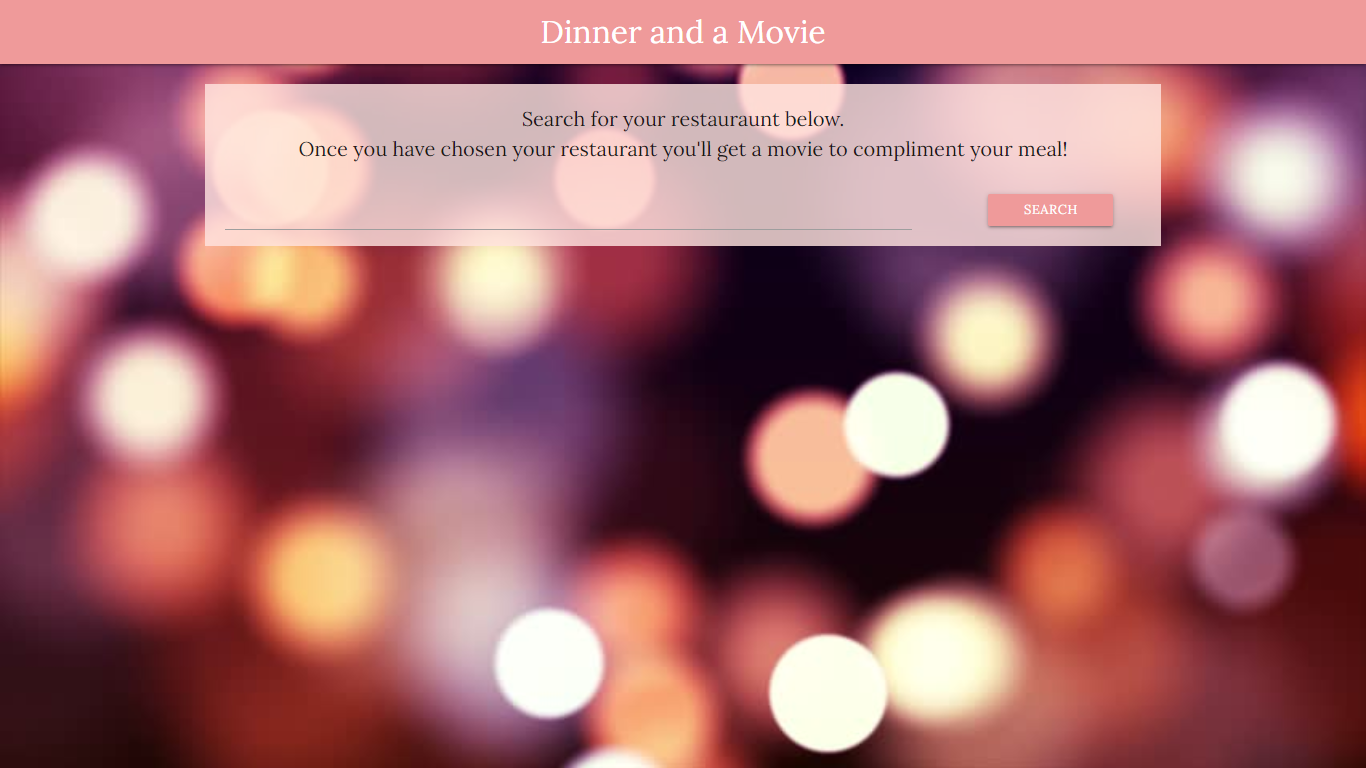 Dinner and a Movie
Search for your restauraunt below.
Once you have chosen your restaurant you'll get a movie to compliment your meal!
SEARCH